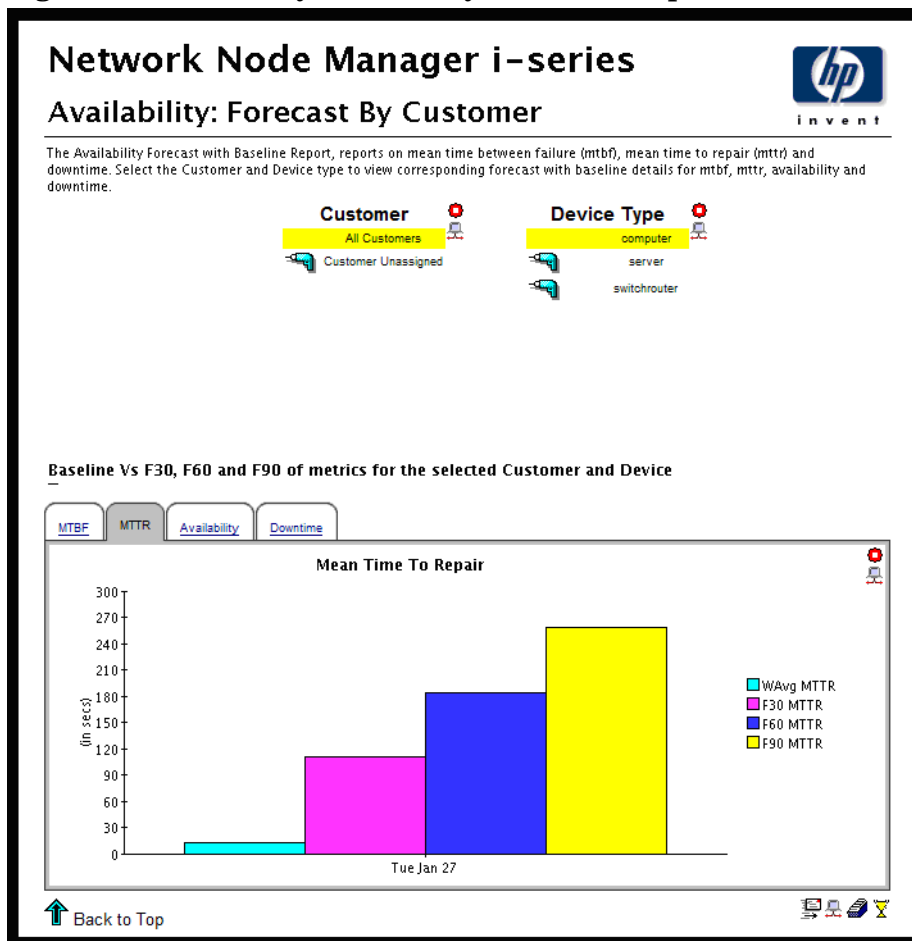 Network Node Manager i-series
hp
invent
Availability: Forecast By Customer
The Availability Forecast with Baseline Report, reports on mean time between failure (mtbf), mean time to repair (mttr) and
downtime. Select the Customer and Device type to view corresponding forecast with baseline details for mtbf, mttr, availability and
downtime.
Customer
All Customers
Customer Unassigned
Device Type
computer
server
switchrouter
Baseline Vs F30, F60 and F90 of metrics for the selected Customer and Device
MTBF
MTTR
Availability
Downtime
Mean Time To Repair
(in secs)
300
270
240
210
180
150
120
90
60
30
0
Tue Jan 27
WAvg MTTR
F30 MTTR
F60 MTTR
F90 MTTR
Back to Top